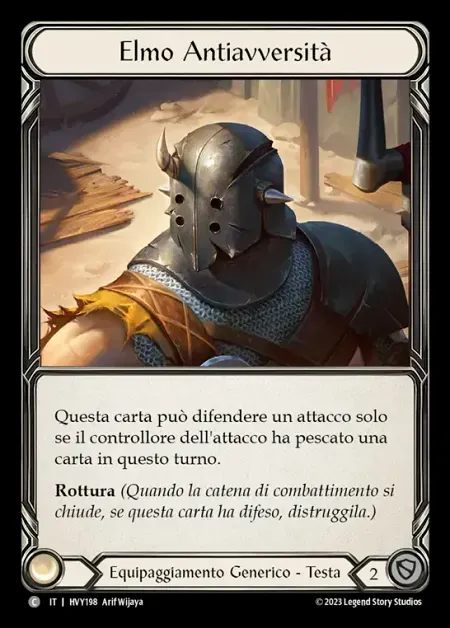 Elmo Antiavversità
Questa carta può difendere un attacco solo
se il controllore dell'attacco ha pescato una
carta in questo turno.
Rottura (Quando la catena di combattimento si
chiude, se questa carta ha difeso, distruggila.)
Equipaggiamento Generico - Testa
2
C IT | HVY198 Arif Wijaya
© 2023 Legend Story Studios